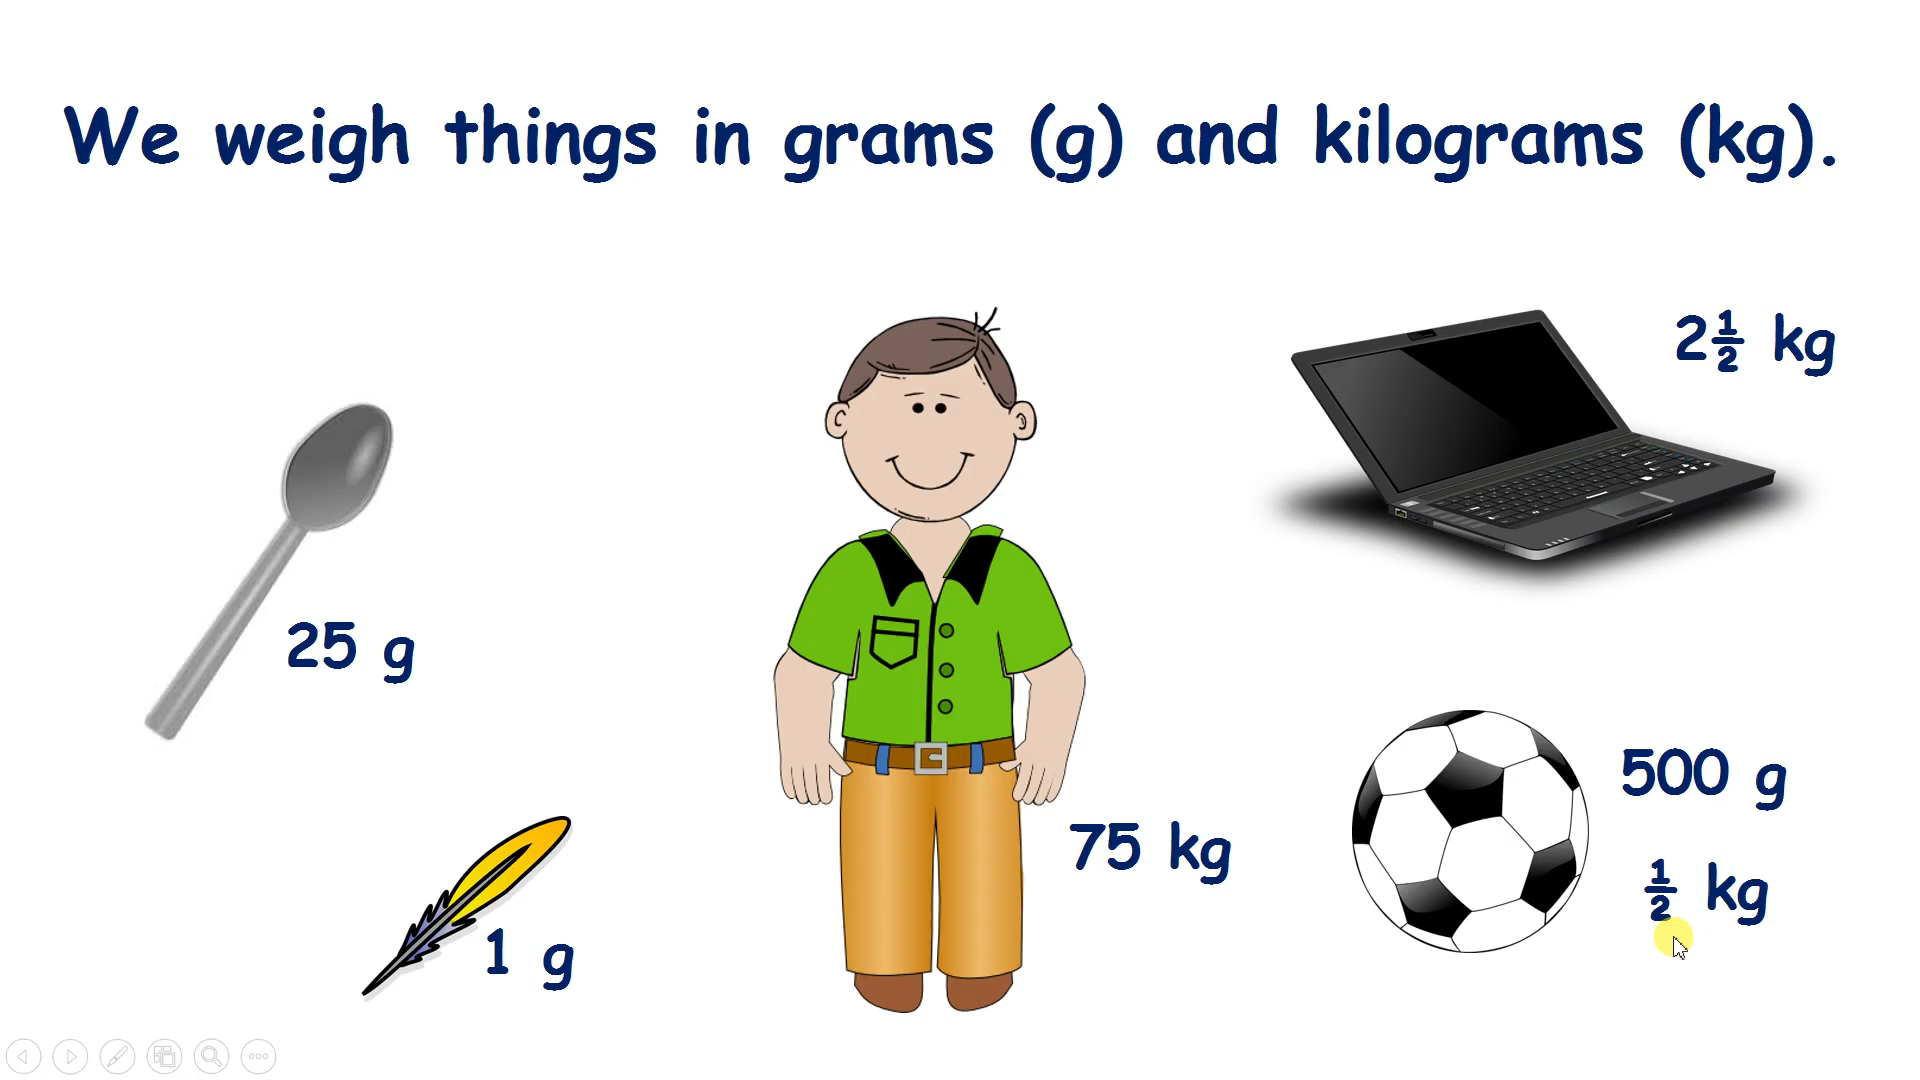 We weigh things in grams (g) and kilograms (kg).
2½ kg
25 g
500 g
75 kg
½ kg
1 g